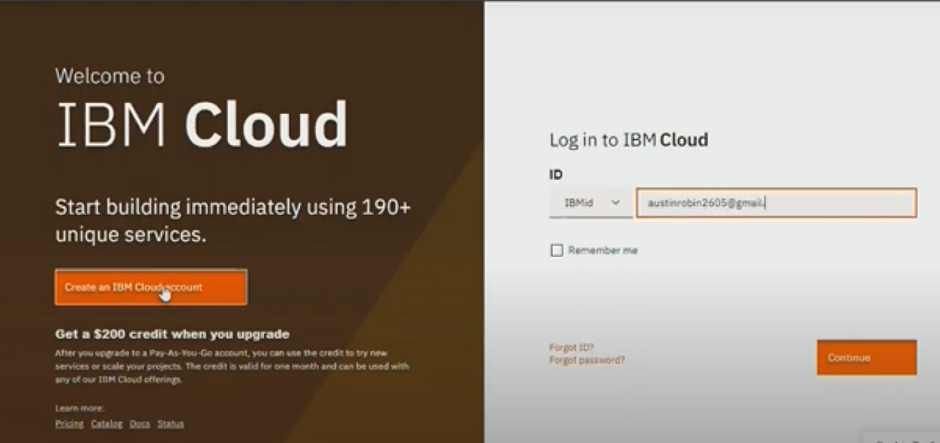 Welcome to
IBM Cloud
Start building immediately using 190+
unique services.
Create an IBM Cloud account
Get a $200 credit when you upgrade
After you upgrade to a Pay-As-You-Go account, you can use the credit to try new
services or scale your projects. The credit is valid for one month and can be used with
any of our IBM Cloud offerings.
Learn more:
Pricing Catalog Docs Status
Log in to IBM Cloud
ID
IBMid
austinrobin2605@gmail.
Remember me
Forgot ID?
Forgot password?
Continue